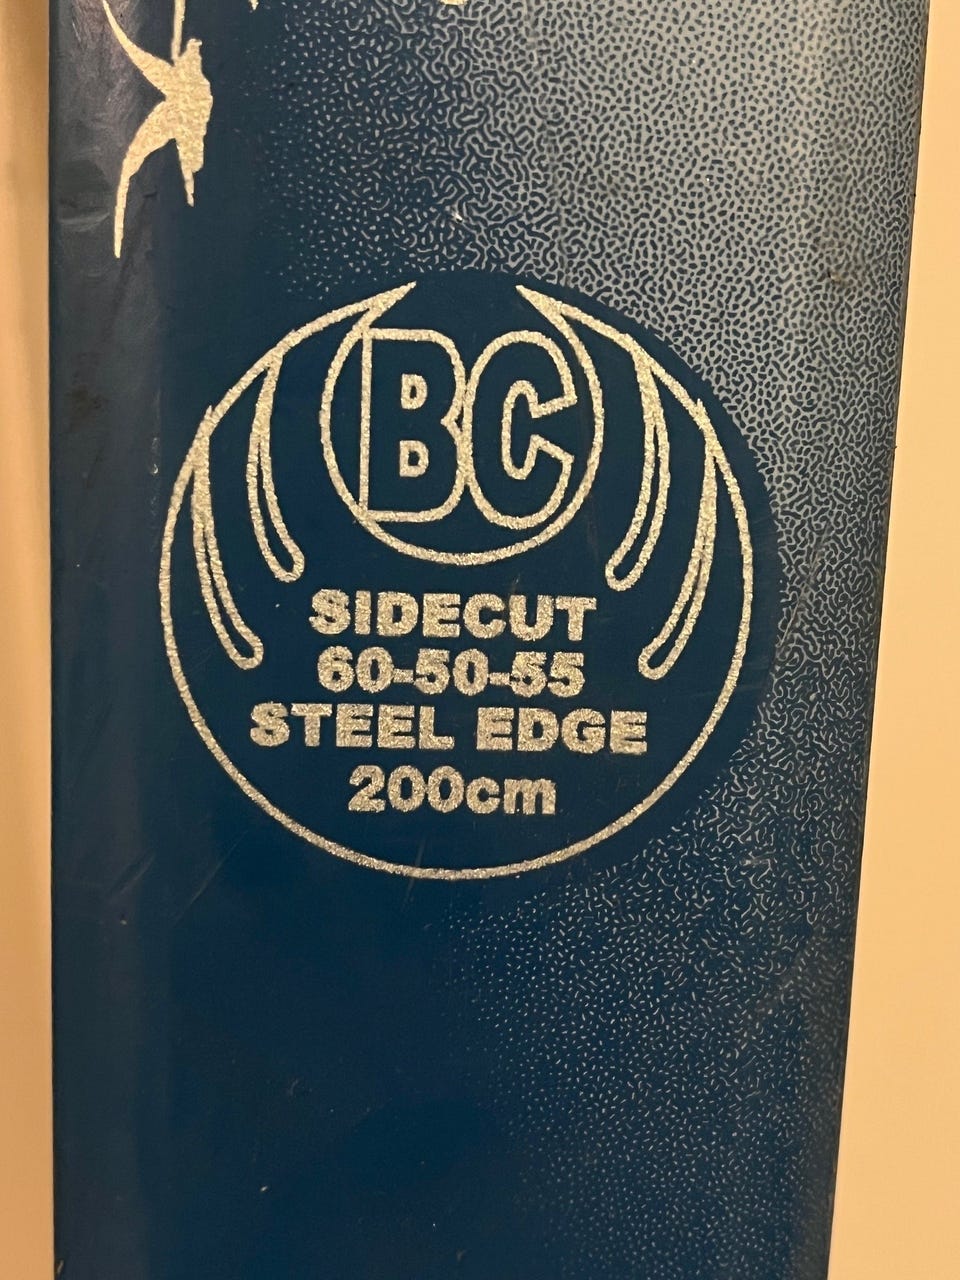 BC
SIDECUT
60-50-55
STEEL EDGE
200cm